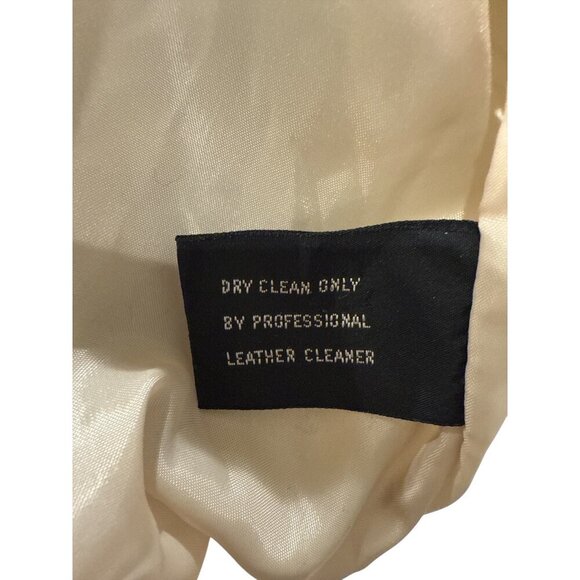 DRY CLEAN ONLY
BY PROFESSIONAL
LEATHER CLEANER